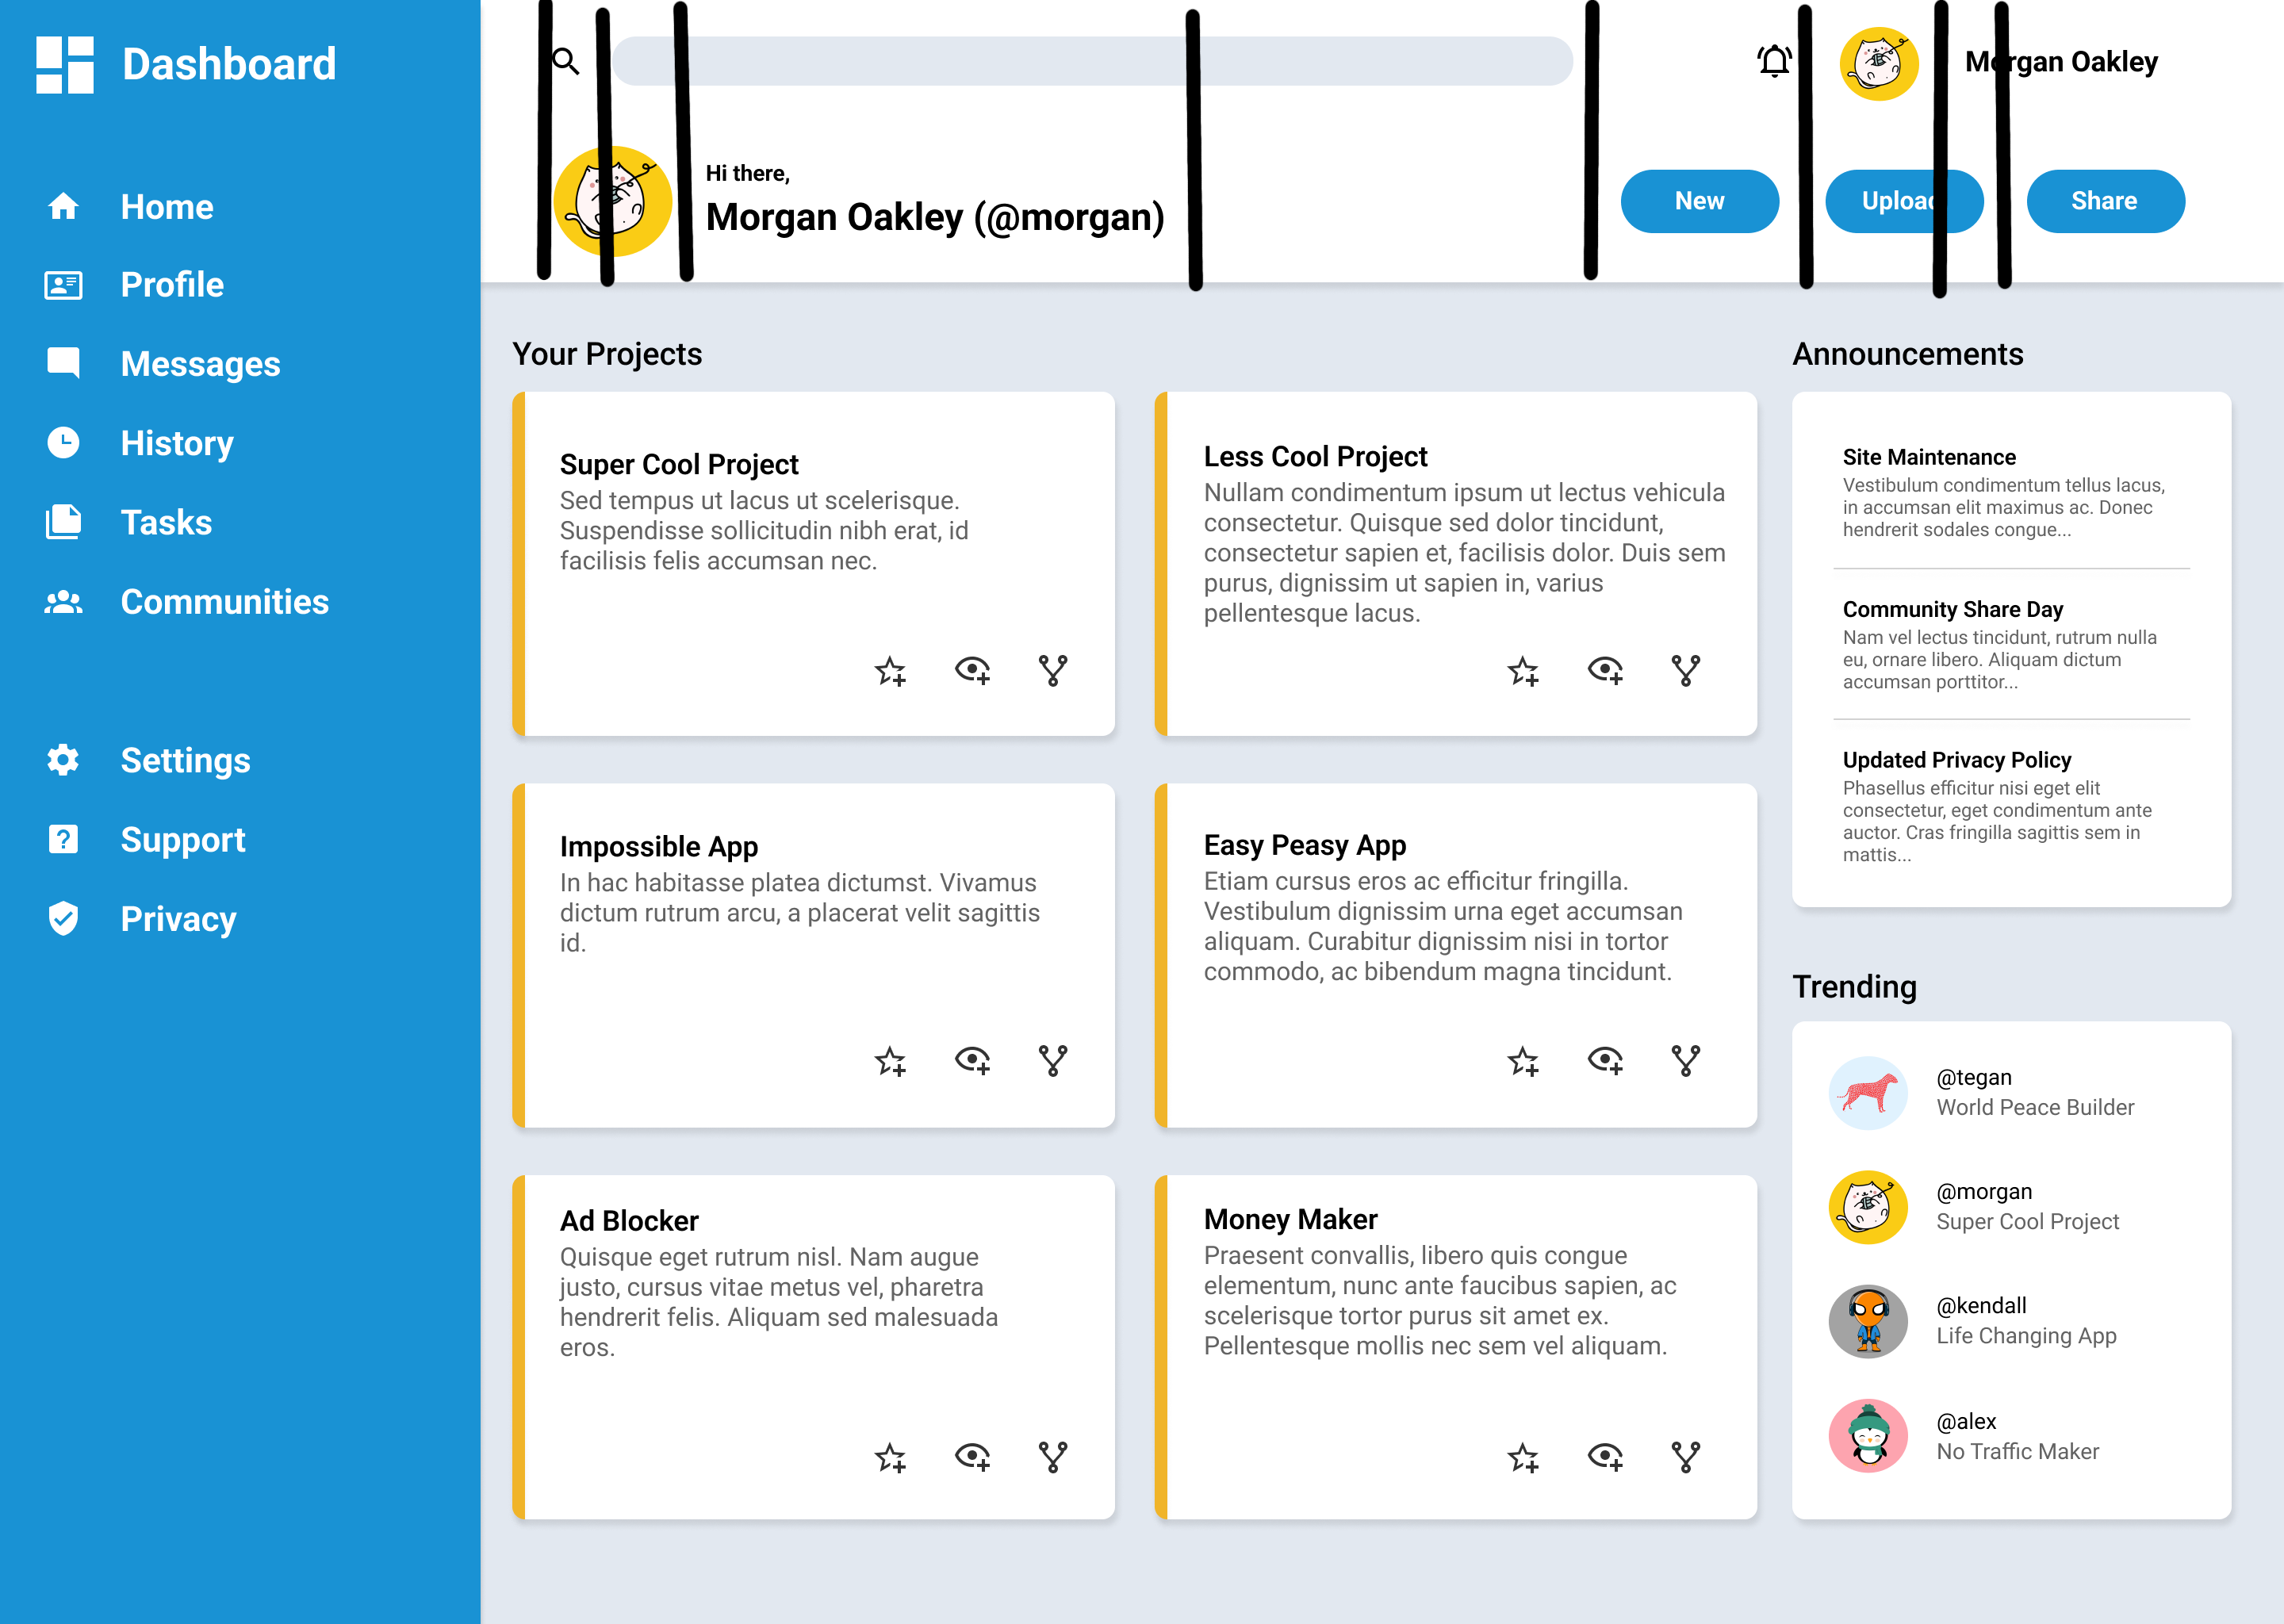 Dashboard
Home
Profile
Messages
History
Tasks
Communities
Settings
Support
Privacy
Morgan Oakley
Hi there,
Morgan Oakley (@morgan)
New
Upload
Share
Your Projects
Super Cool Project
Sed tempus ut lacus ut scelerisque.
Suspendisse sollicitudin nibh erat, id
facilisis felis accumsan nec.
Less Cool Project
Nullam condimentum ipsum ut lectus vehicula
consectetur. Quisque sed dolor tincidunt,
consectetur sapien et, facilisis dolor. Duis sem
purus, dignissim ut sapien in, varius
pellentesque lacus.
Impossible App
In hac habitasse platea dictumst. Vivamus
dictum rutrum arcu, a placerat velit sagittis
id.
Easy Peasy App
Etiam cursus eros ac efficitur fringilla.
Vestibulum dignissim urna eget accumsan
aliquam. Curabitur dignissim nisi in tortor
commodo, ac bibendum magna tincidunt.
Ad Blocker
Quisque eget rutrum nisl. Nam augue
justo, cursus vitae metus vel, pharetra
hendrerit felis. Aliquam sed malesuada
eros.
Money Maker
Praesent convallis, libero quis congue
elementum, nunc ante faucibus sapien, ac
scelerisque tortor purus sit amet ex.
Pellentesque mollis nec sem vel aliquam.
Announcements
Site Maintenance
Vestibulum condimentum tellus lacus,
in accumsan elit maximus ac. Donec
hendrerit sodales congue...
Community Share Day
Nam vel lectus tincidunt, rutrum nulla
eu, ornare libero. Aliquam dictum
accumsan porttitor...
Updated Privacy Policy
Phasellus efficitur nisi eget elit
consectetur, eget condimentum ante
auctor. Cras fringilla sagittis sem in
mattis...
Trending
@tegan
World Peace Builder
@morgan
Super Cool Project
@kendall
Life Changing App
@alex
No Traffic Maker